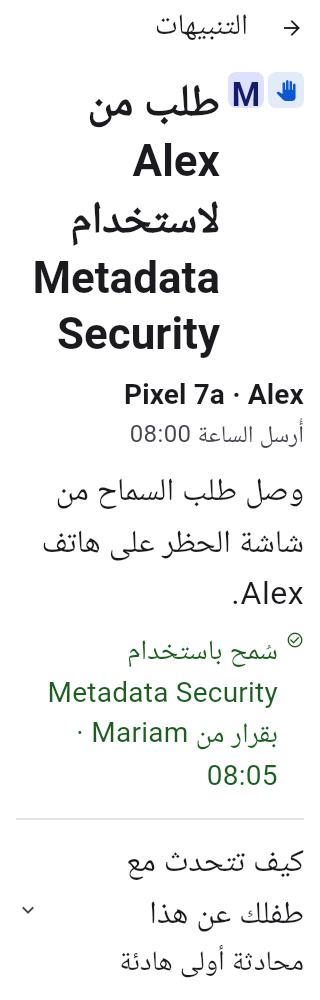 التنبيهات
M
طلب من
Alex
لاستخدام
Metadata
Security
Pixel 7a · Alex
أرسل الساعة 08:00
وصل طلب السماح من
شاشة الحظر على هاتف
Alex.
سُمح باستخدام
Metadata Security
بقرار من Mariam ·
08:05
كيف تتحدث مع
طفلك عن هذا
محادثة أولى هادئة